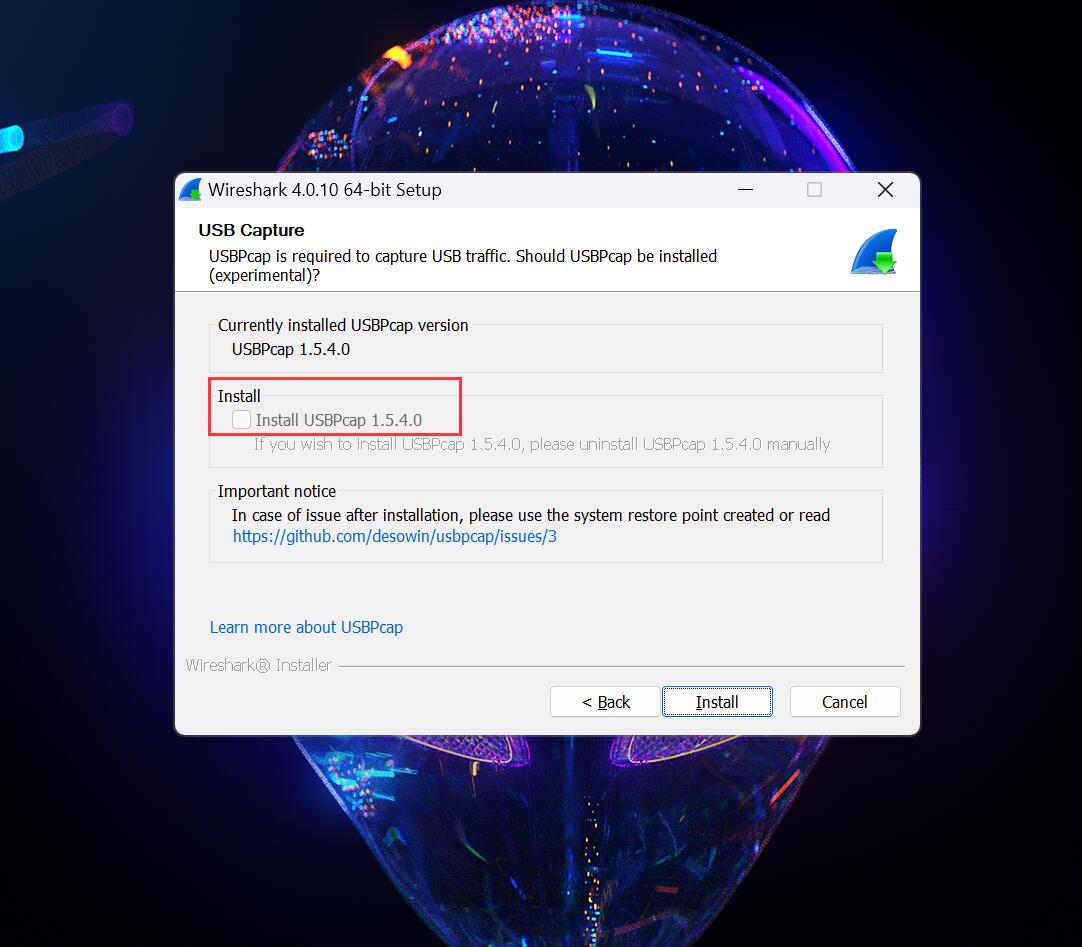 Wireshark 4.0.10 64-bit Setup
USB Capture
USBPcap is required to capture USB traffic. Should USBPcap be installed
(experimental)?
Currently installed USBPcap version
USBPcap 1.5.4.0
Install
Install USBPcap 1.5.4.0
If you wish to install USBPcap 1.5.4.0, please uninstall USBPcap 1.5.4.0 manually
Important notice
In case of issue after installation, please use the system restore point created or read
https://github.com/desowin/usbpcap/issues/3
Learn more about USBPcap
Wireshark® Installer
< Back
Install
Cancel